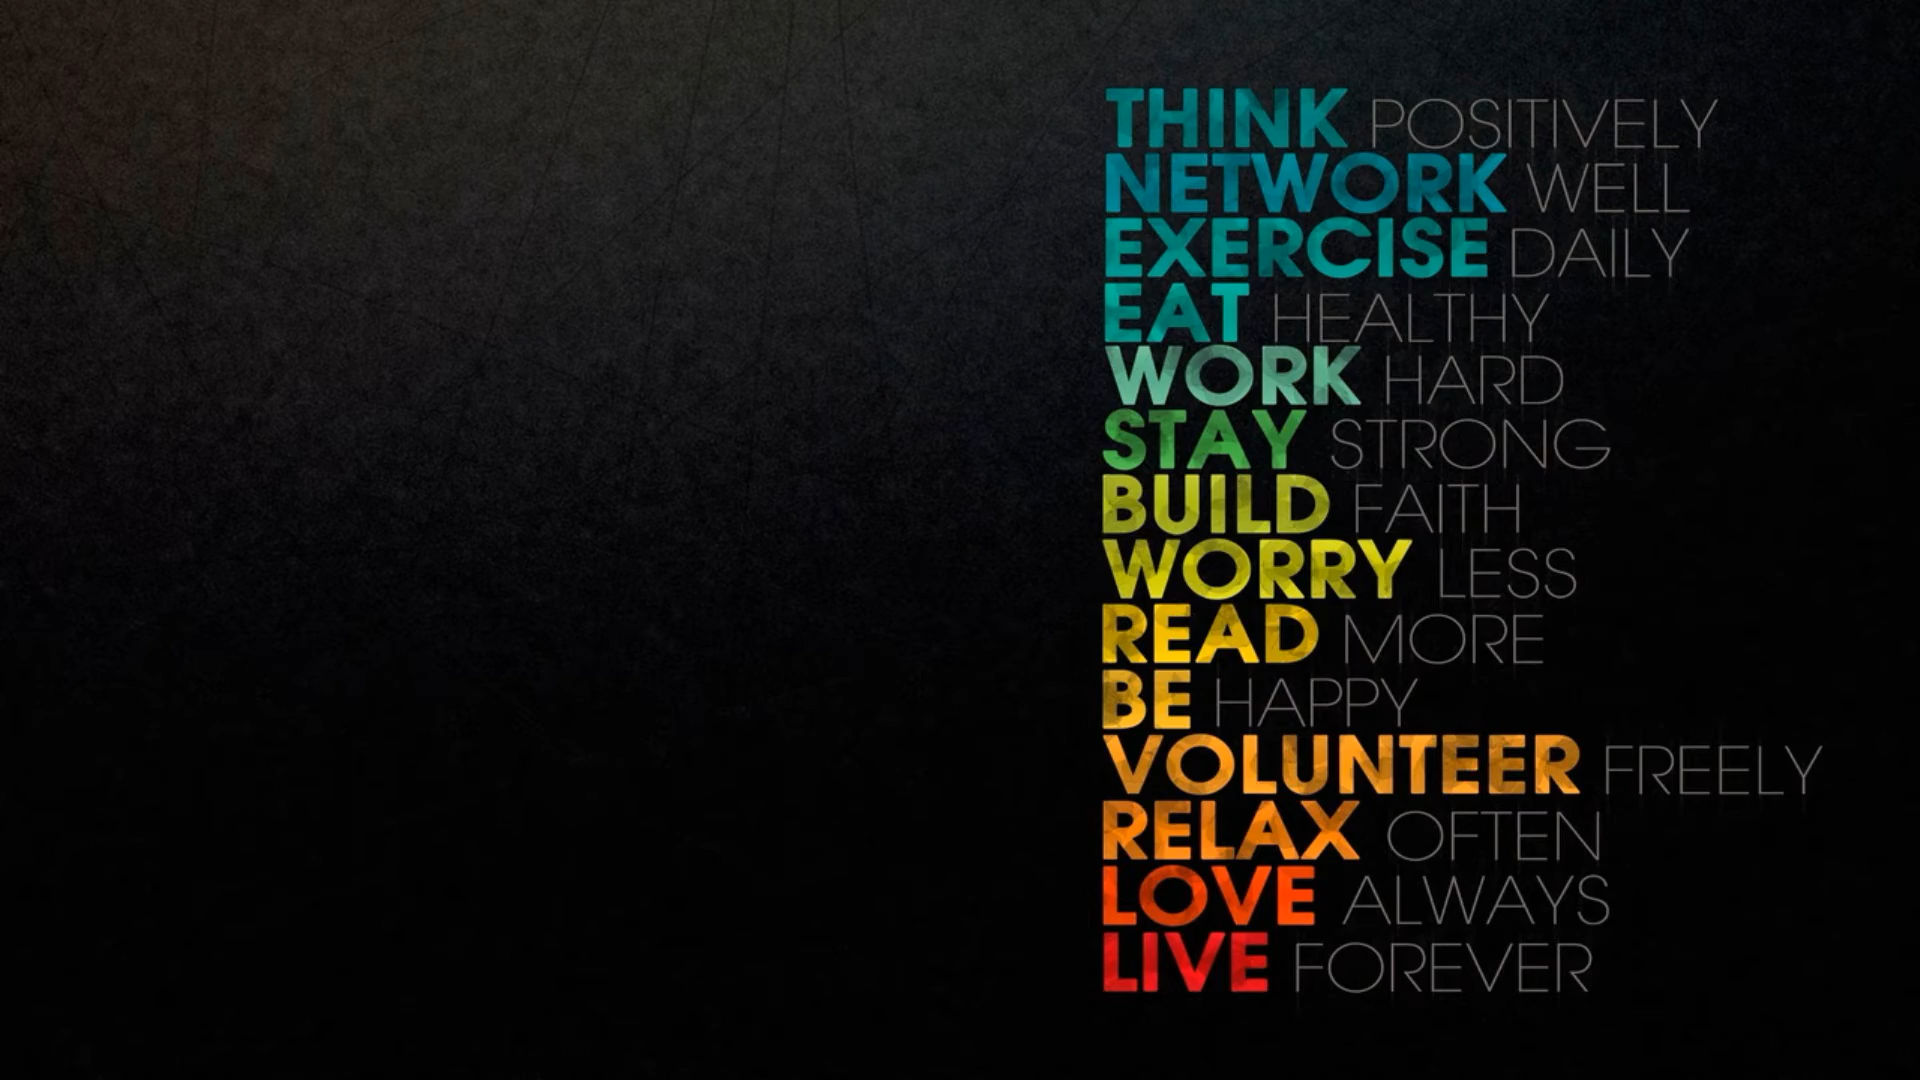 THINK POSITIVELY
NETWORK WELL
EXERCISE DAILY
EAT HEALTHY
WORK HARD
STAY STRONG
BUILD FAITH
WORRY LESS
READ MORE
BE HAPPY
VOLUNTEER FREELY
RELAX OFTEN
LOVE ALWAYS
LIVE FOREVER